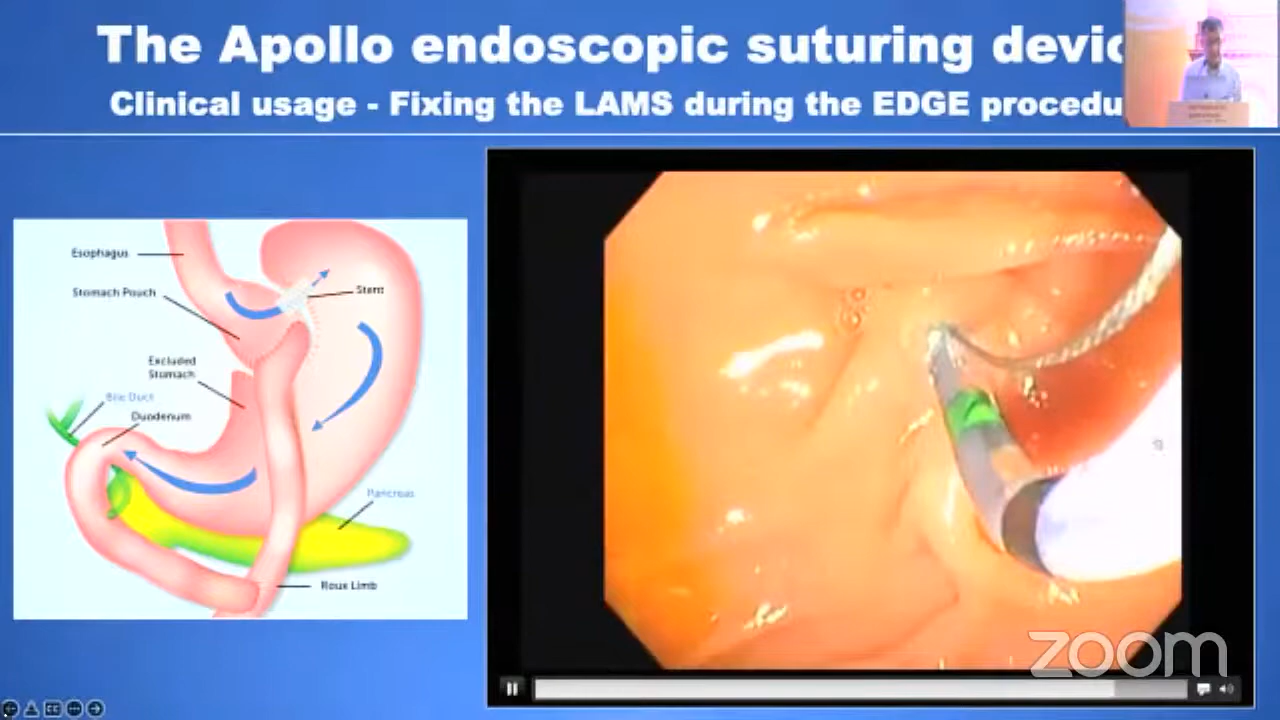 The Apollo endoscopic suturing devic
Clinical usage - Fixing the LAMS during the EDGE procedu
Esophagus
Stomach Pouch
Stent
Excluded
Stomach
Bile Duct
Duodenum
Pancreas
Roux Limb
zoom